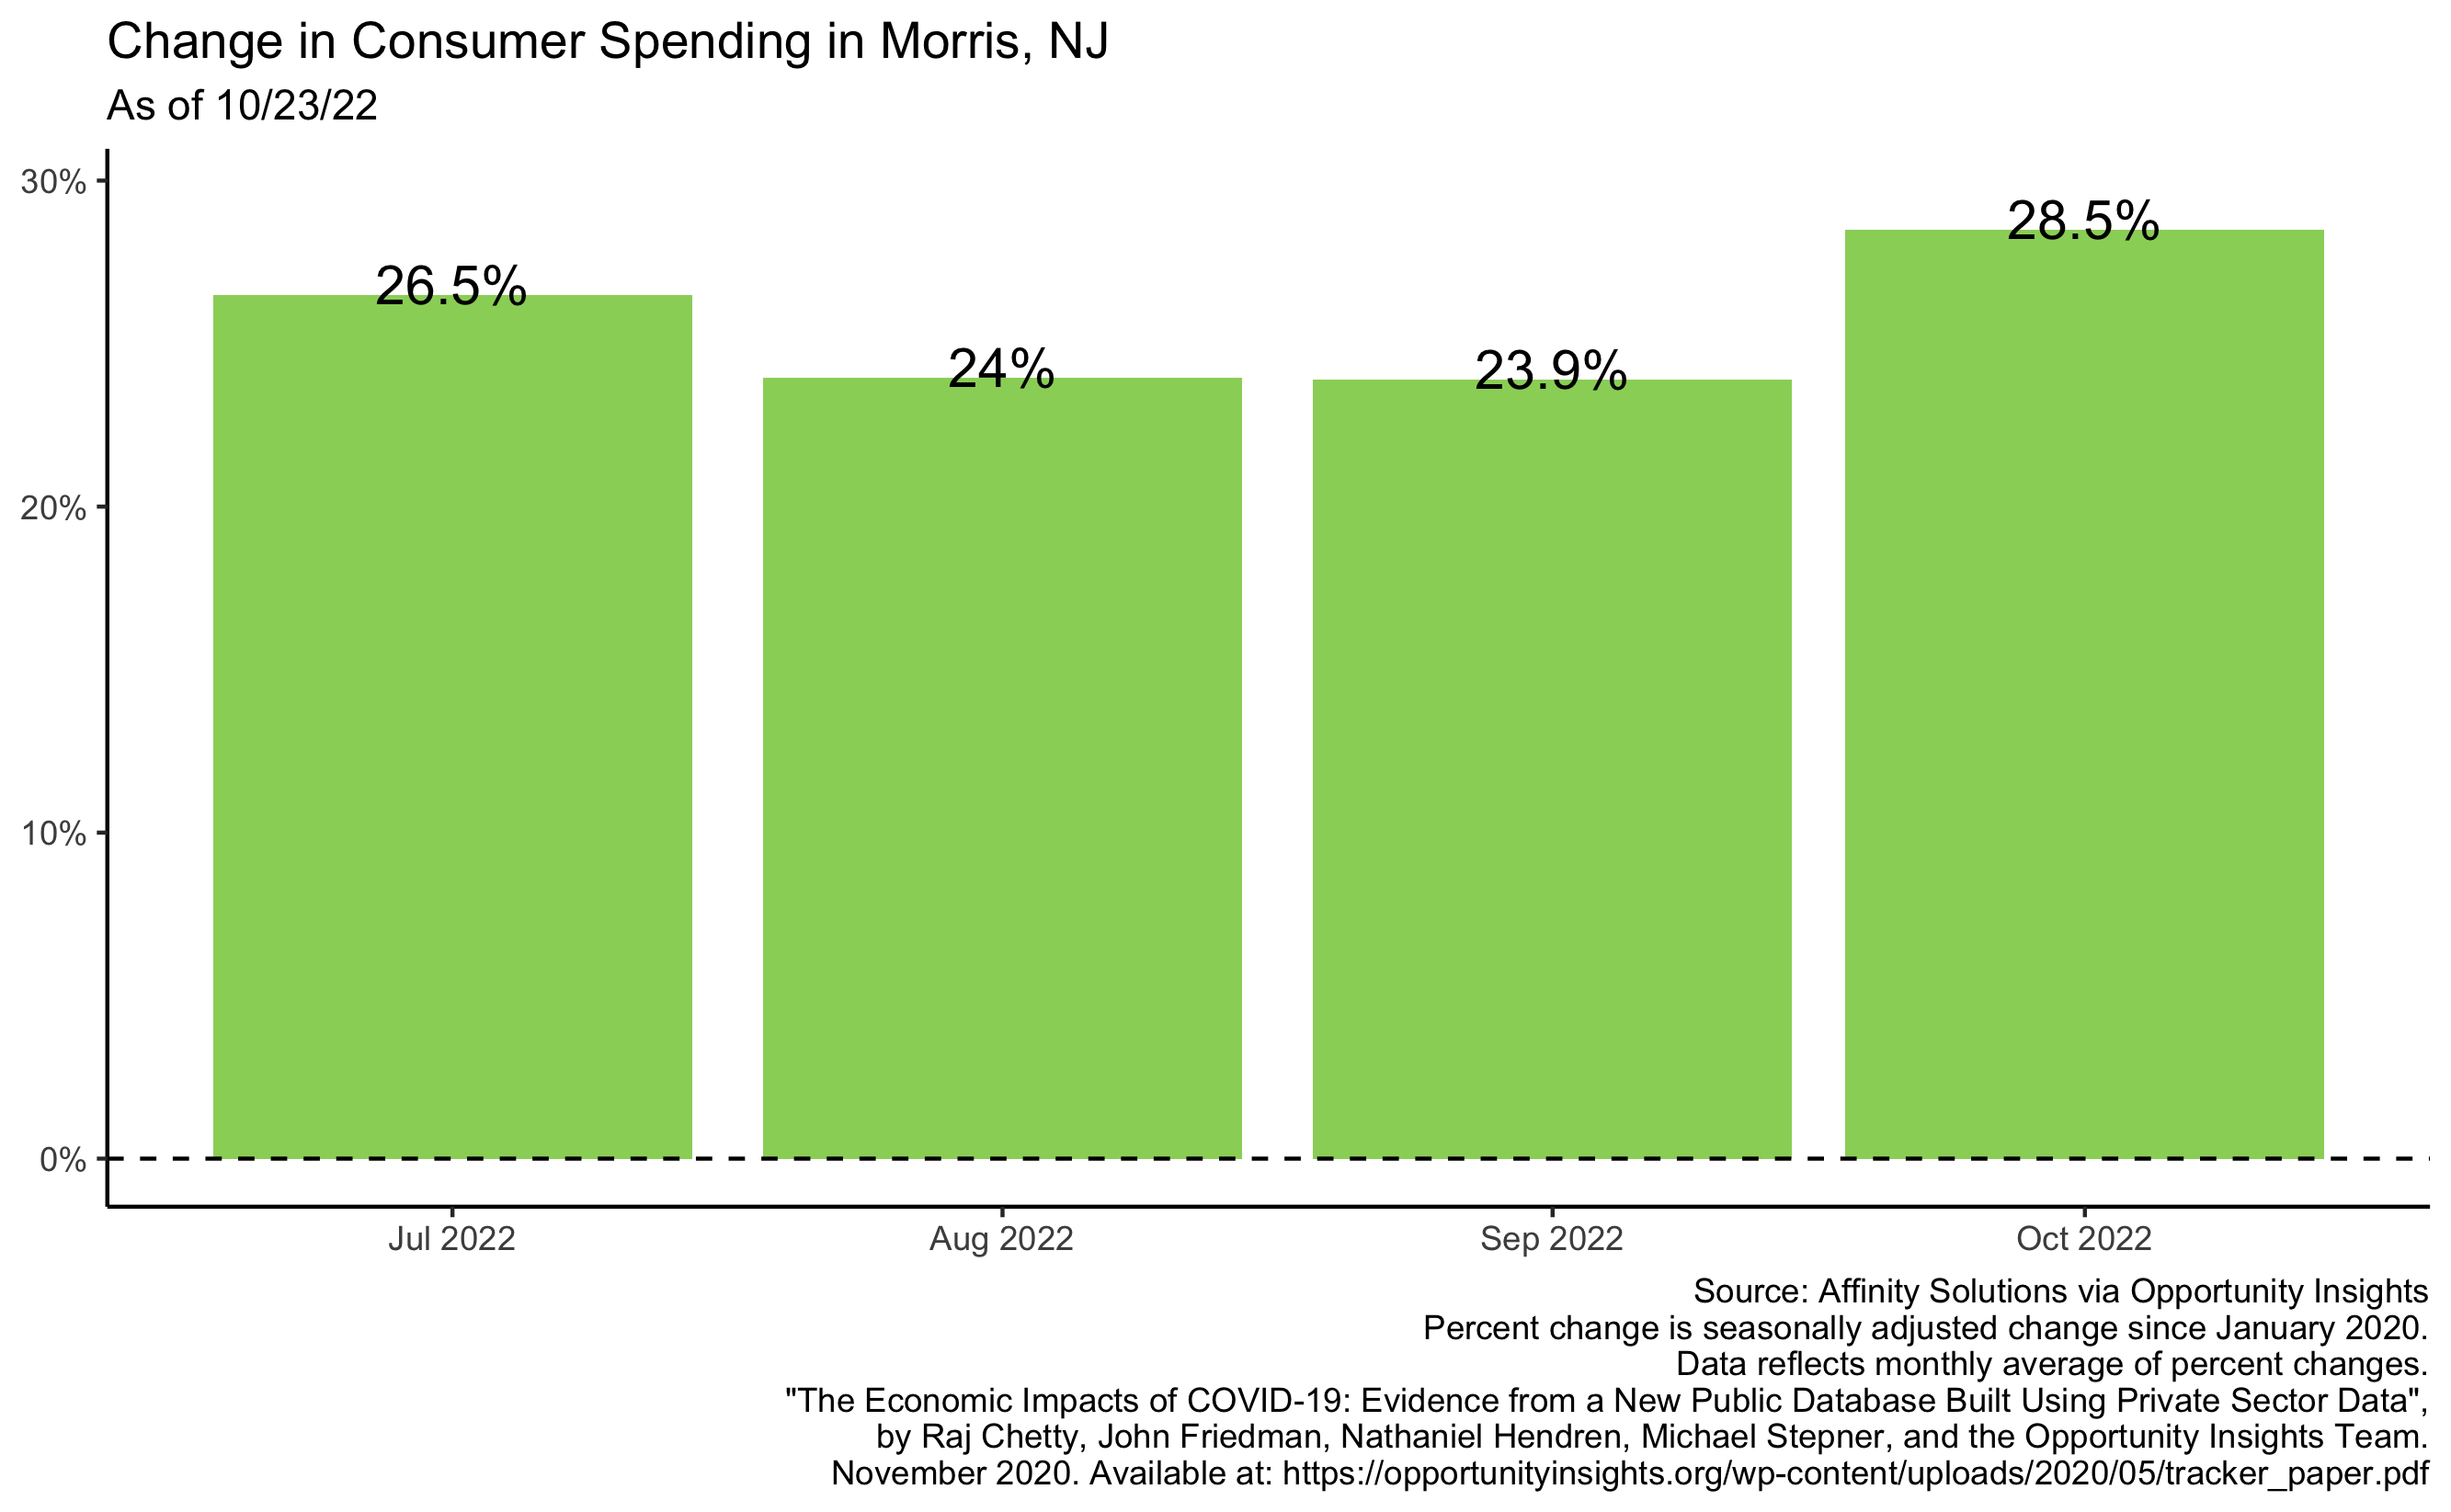 Change in Consumer Spending in Morris, NJ
As of 10/23/22
30%
20%
10%
0%
26.5%
24%
23.9%
28.5%
Jul 2022
Aug 2022
Sep 2022
Oct 2022
Source: Affinity Solutions via Opportunity Insights
Percent change is seasonally adjusted change since January 2020.
Data reflects monthly average of percent changes.
"The Economic Impacts of COVID-19: Evidence from a New Public Database Built Using Private Sector Data",
by Raj Chetty, John Friedman, Nathaniel Hendren, Michael Stepner, and the Opportunity Insights Team.
November 2020. Available at: https://opportunityinsights.org/wp-content/uploads/2020/05/tracker_paper.pdf